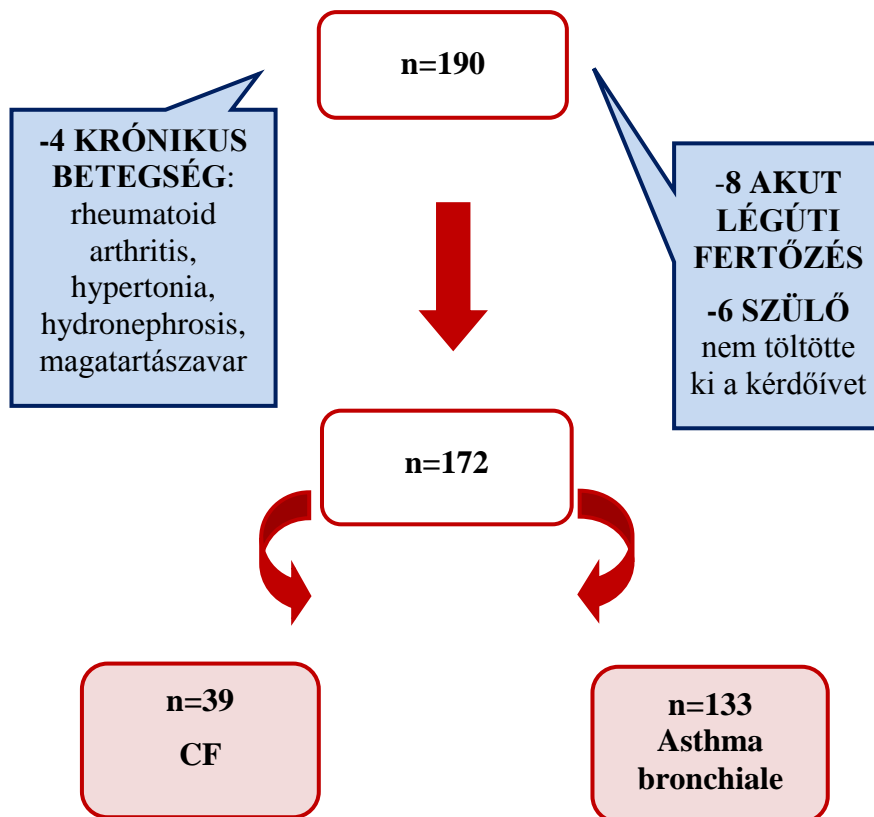 n=190
-4 KRÓNIKUS
BETEGSÉG:
rheumatoid
arthritis,
hypertonia,
hydronephrosis,
magatartászavar
-8 AKUT
LÉGÚTI
FERTŐZÉS
-6 SZÜLŐ
nem töltötte
ki a kérdőívet
n=172
n=39
CF
n=133
Asthma
bronchiale